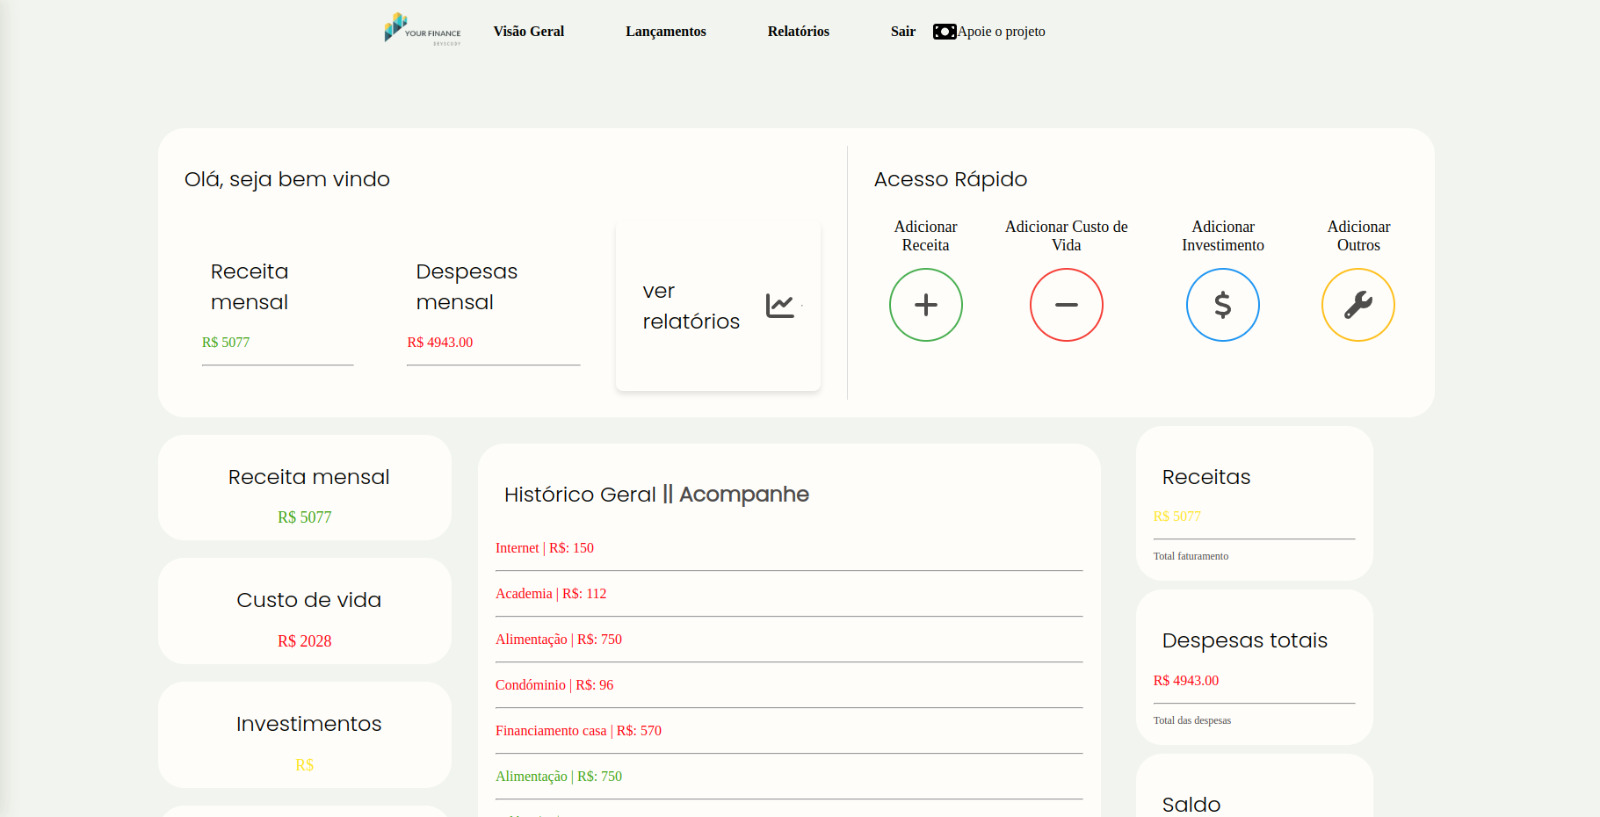 YOUR FINANCE
Visão Geral
Lançamentos
Relatórios
Sair
Apoie o projeto
Olá, seja bem vindo
Receita
mensal
R$ 5077
Despesas
mensal
R$ 4943.00
ver
relatórios
Acesso Rápido
Adicionar
Receita
Adicionar Custo de
Vida
Adicionar
Investimento
Adicionar
Outros
Receita mensal
R$ 5077
Custo de vida
R$ 2028
Investimentos
R$
Histórico Geral || Acompanhe
Internet | R$: 150
Academia | R$: 112
Alimentação | R$: 750
Condóminio | R$: 96
Financiamento casa | R$: 570
Alimentação | R$: 750
Receitas
R$ 5077
Total faturamento
Despesas totais
R$ 4943.00
Total das despesas
Saldo